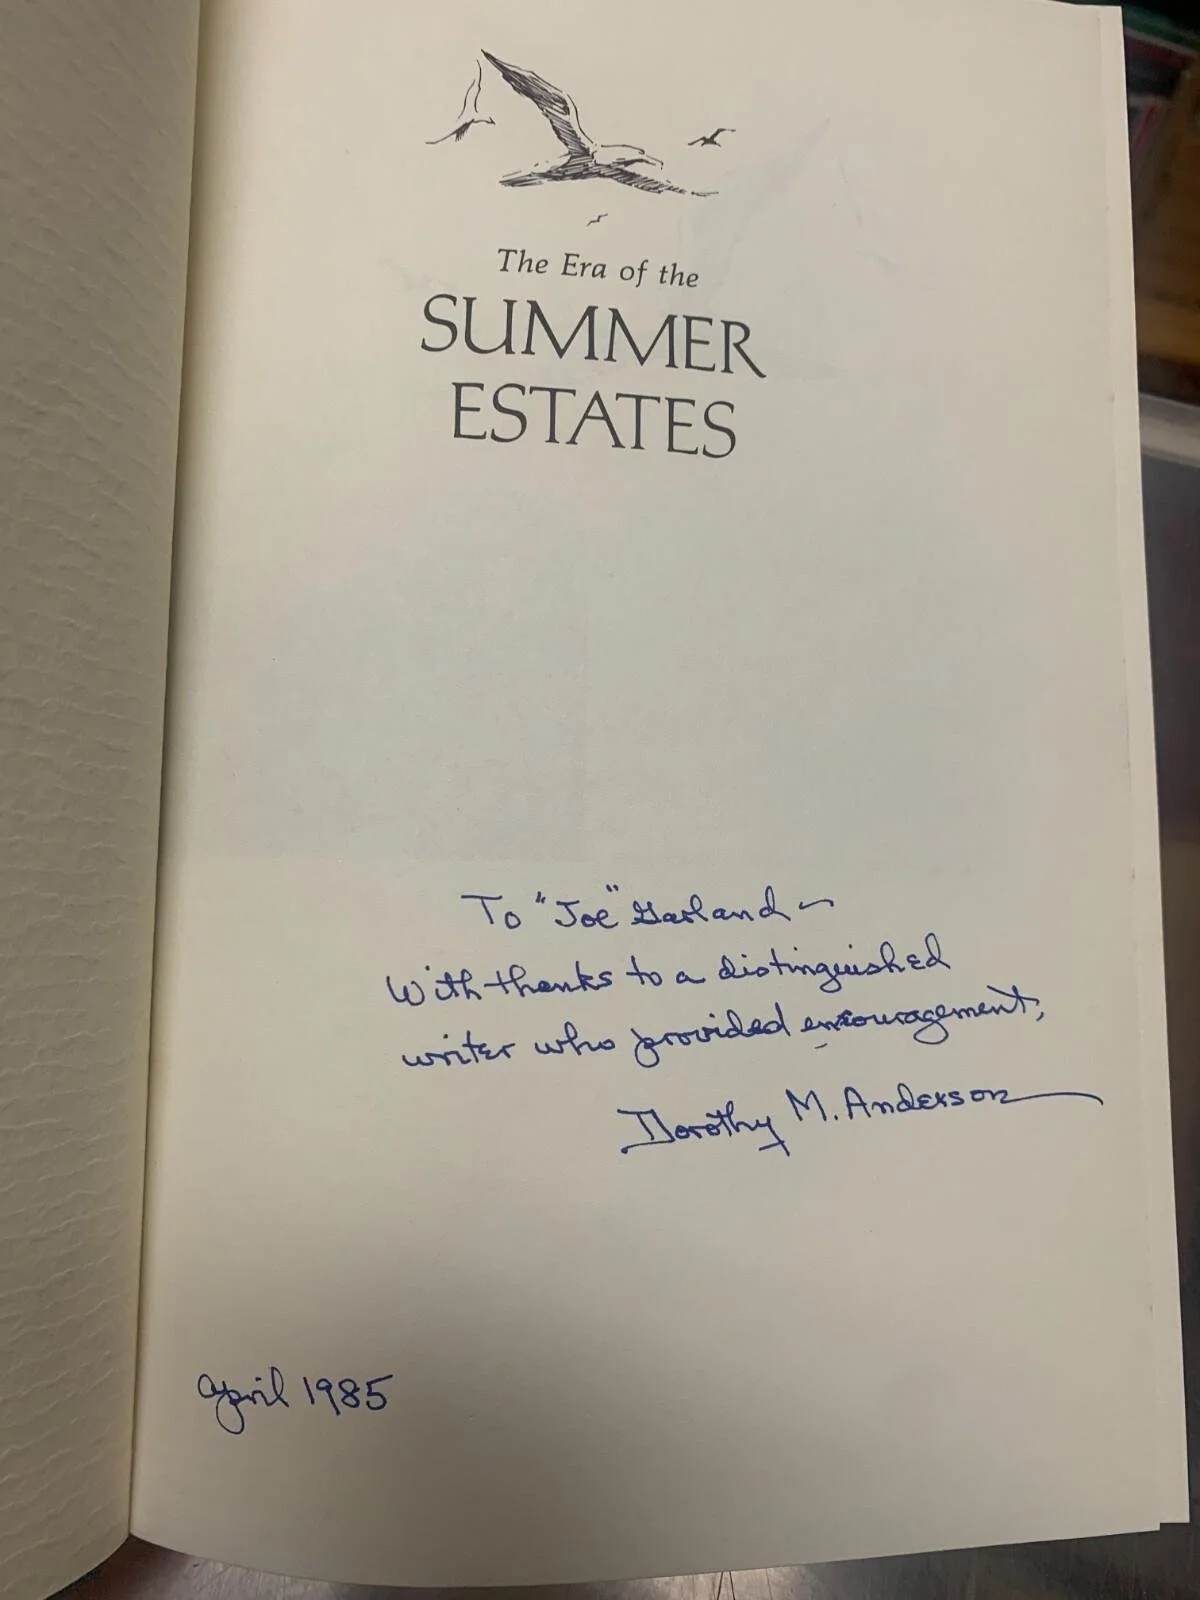 The Era of the
SUMMER
ESTATES
To "Joe" Garland —
With thanks to a distinguished
writer who provided encouragement,
Dorothy M. Anderson
April 1985